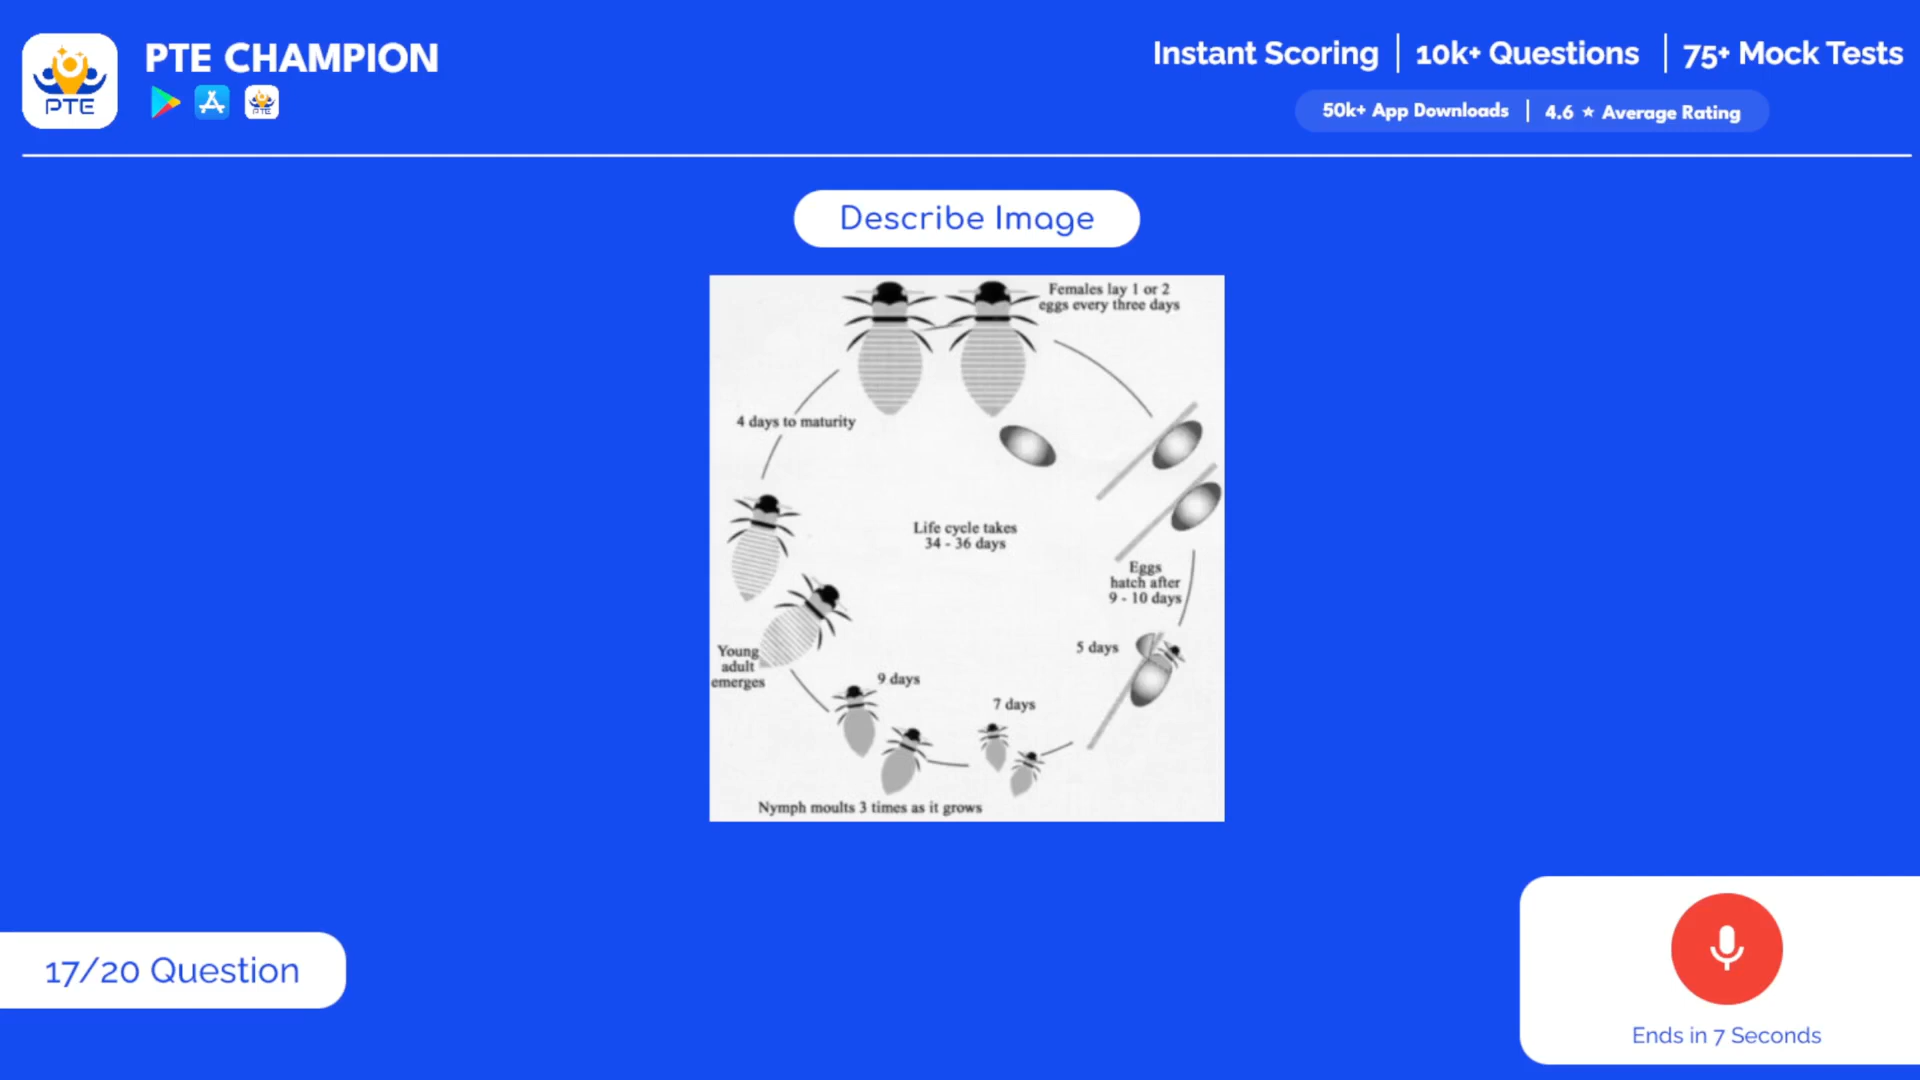 PTE CHAMPION
PTE
PTE
Instant Scoring | 10k+ Questions | 75+ Mock Tests
50k+ App Downloads | 4.6 ★ Average Rating
Describe Image
Females lay 1 or 2
eggs every three days
4 days to maturity
Life cycle takes
34 - 36 days
Eggs
hatch after
9 - 10 days
5 days
Young
adult
emerges
9 days
7 days
Nymph moults 3 times as it grows
17/20 Question
Ends in 7 Seconds